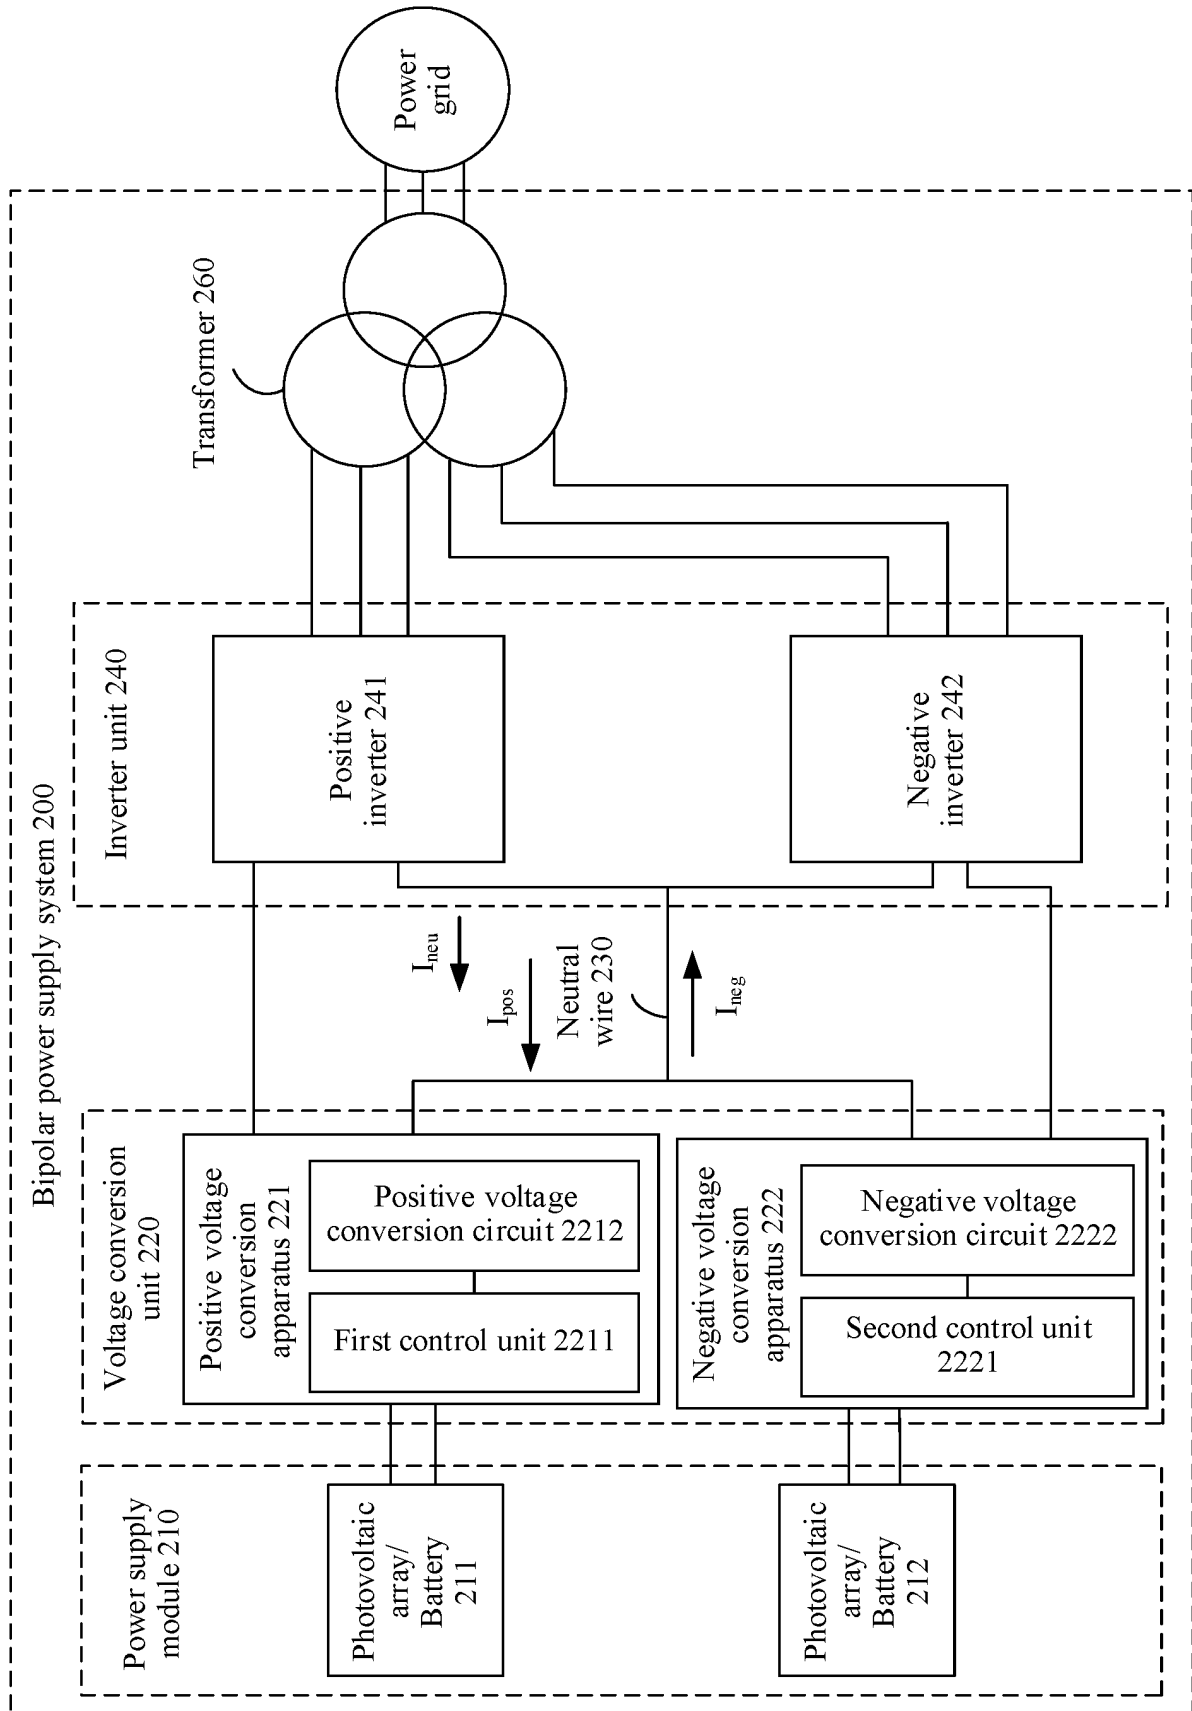 Bipolar power supply system 200
Power supply
module 210
Photovoltaic
array/
Battery
211
Photovoltaic
array/
Battery
212
Voltage conversion
unit 220
Positive voltage
conversion
apparatus 221
First control unit 2211
Positive voltage
conversion circuit 2212
Negative voltage
conversion
apparatus 222
Second control unit
2221
Negative voltage
conversion circuit 2222
Ineu
Ipos
Neutral
wire 230
Ineg
Inverter unit 240
Positive
inverter 241
Negative
inverter 242
Transformer 260
Power
grid